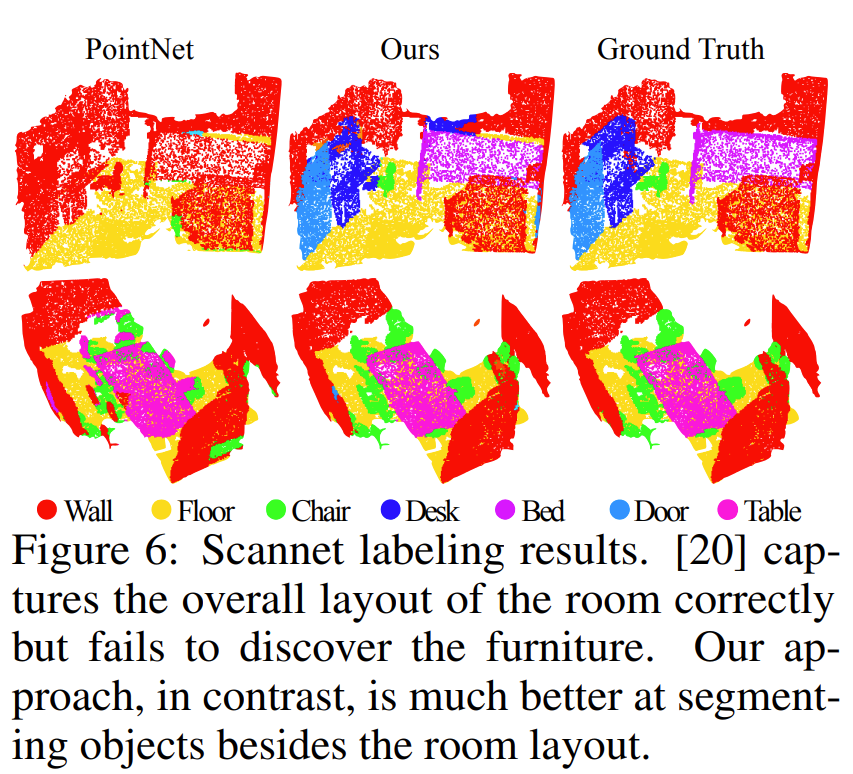 PointNet Ours Ground Truth
Wall Floor Chair Desk Bed Door Table
Figure 6: Scannet labeling results. [20] cap-
tures the overall layout of the room correctly
but fails to discover the furniture. Our ap-
proach, in contrast, is much better at segment-
ing objects besides the room layout.